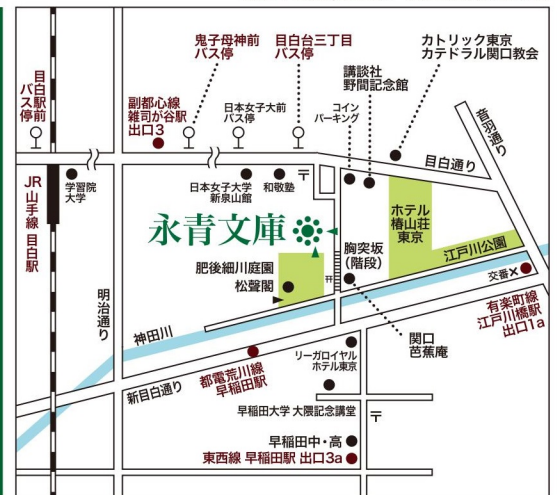 鬼子母神前
バス停
目白台三丁目
バス停
カトリック東京
カテドラル関口教会
目白駅前
バス停
副都心線
雑司が谷駅
出口3
日本女子大前
バス停
コイン
パーキング
講談社
野間記念館
音羽通り
目白通り
JR山手線 目白駅
学習院
大学
日本女子大学
新泉山館
和敬塾
ホテル
椿山荘
東京
永青文庫
胸突坂
(階段)
江戸川公園
肥後細川庭園
松聲閣
交番
明治通り
神田川
有楽町線
江戸川橋駅
出口1a
関口
芭蕉庵
新目白通り
都電荒川線
早稲田駅
リーガロイヤル
ホテル東京
早稲田大学 大隈記念講堂
早稲田中・高
東西線 早稲田駅 出口3a